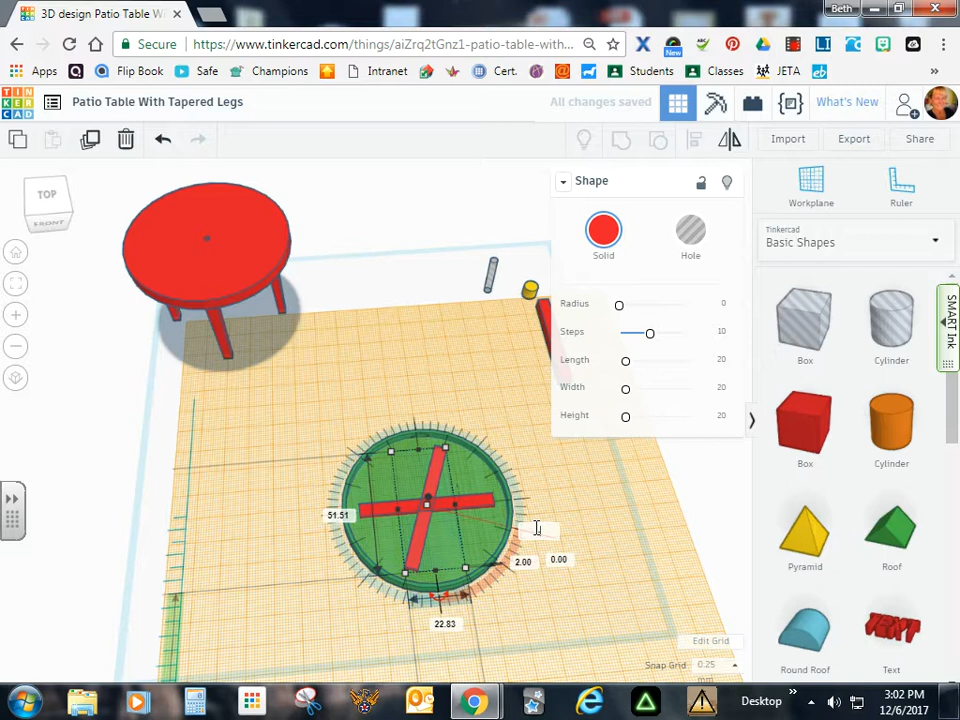 3D design Patio Table Wit
Beth
Secure
https://www.tinkercad.com/things/aiZrq2tGnz1-patio-table-with...
New
Apps
Flip Book
Safe
Champions
Intranet
Cert.
Students
Classes
JETA
»
TIN
KER
CAD
Patio Table With Tapered Legs
All changes saved
What's New
Import
Export
Share
TOP
FRONT
Shape
Solid
Hole
Radius 0
Steps 10
Length 20
Width 20
Height 20
Workplane
Ruler
Tinkercad
Basic Shapes
Box
Cylinder
Box
Cylinder
Pyramid
Roof
TEXT
Round Roof
Text
SMART Ink
51.51
2.00
0.00
22.83
Edit Grid
Snap Grid 0.25
mm
Desktop
»
3:02 PM
12/6/2017